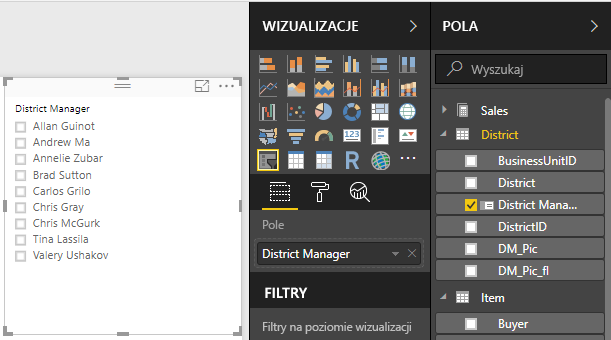 District Manager
Allan Guinot
Andrew Ma
Annelie Zubar
Brad Sutton
Carlos Grilo
Chris Gray
Chris McGurk
Tina Lassila
Valery Ushakov
WIZUALIZACJE
123
R
Pole
District Manager
FILTRY
Filtry na poziomie wizualizacji
POLA
Wyszukaj
Sales
District
BusinessUnitID
District
District Mana...
DistrictID
DM_Pic
DM_Pic_fl
Item
Buyer